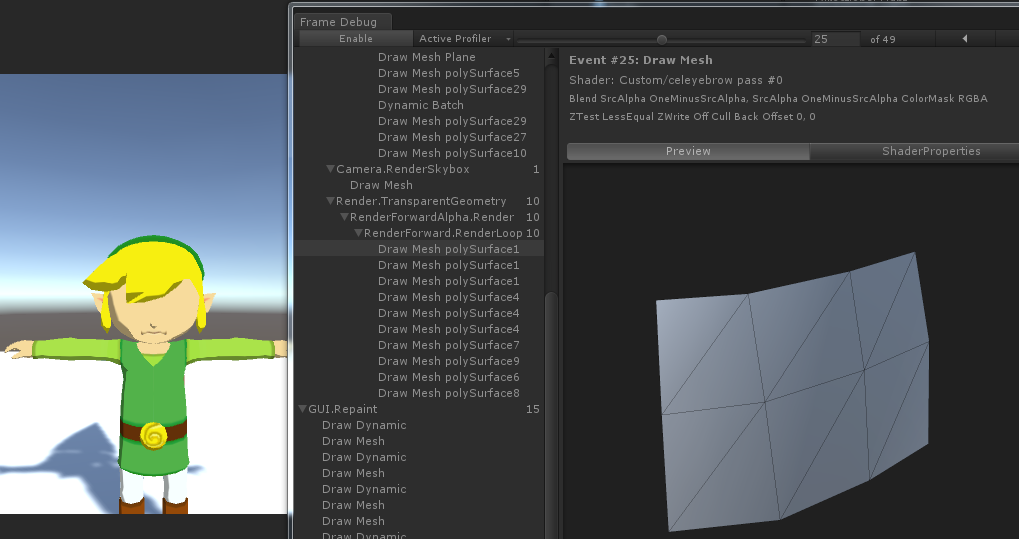 Frame Debug
Enable
Active Profiler
25
of 49
Draw Mesh Plane
Draw Mesh polySurface5
Draw Mesh polySurface29
Dynamic Batch
Draw Mesh polySurface29
Draw Mesh polySurface27
Draw Mesh polySurface10
Camera.RenderSkybox 1
Draw Mesh
Render.TransparentGeometry 10
RenderForwardAlpha.Render 10
RenderForward.RenderLoop 10
Draw Mesh polySurface1
Draw Mesh polySurface1
Draw Mesh polySurface1
Draw Mesh polySurface4
Draw Mesh polySurface4
Draw Mesh polySurface4
Draw Mesh polySurface7
Draw Mesh polySurface9
Draw Mesh polySurface6
Draw Mesh polySurface8
GUI.Repaint 15
Draw Dynamic
Draw Mesh
Draw Dynamic
Draw Mesh
Draw Dynamic
Draw Mesh
Draw Mesh
Draw Dynamic
Event #25: Draw Mesh
Shader: Custom/celeyebrow pass #0
Blend SrcAlpha OneMinusSrcAlpha, SrcAlpha OneMinusSrcAlpha ColorMask RGBA
ZTest LessEqual ZWrite Off Cull Back Offset 0, 0
Preview
ShaderProperties